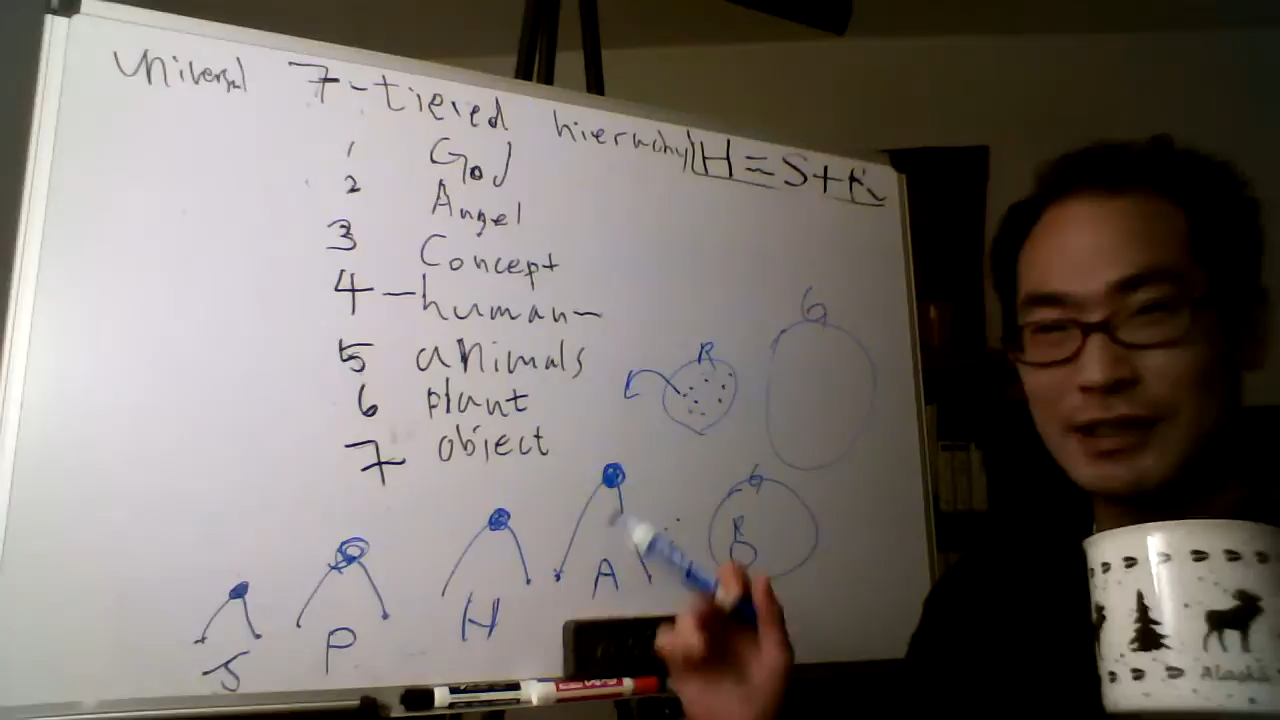 Universal 7-tiered hierarchy H = S + R
1 God
2 Angel
3 Concept
4 — human —
5 animals
6 plant
7 object
R
G
G
R
A
H
P
S
Alaska